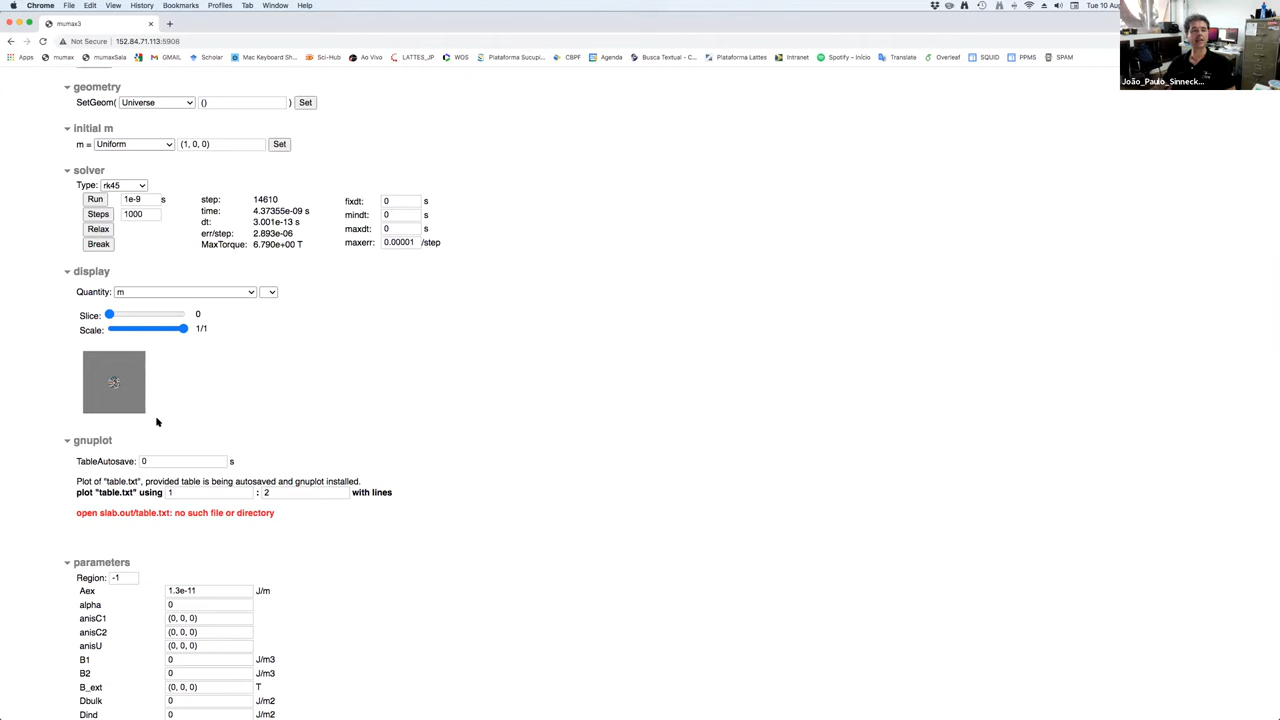 Chrome File Edit View History Bookmarks Profiles Tab Window Help Tue 10 Aug
mumax3
Not Secure 152.84.71.113:5908
mumax mumaxSala GMAIL Scholar Mac Keyboard Sh... Sci-Hub Ao Vivo LATTES_JP WOS Plataforma Sucupi... CBPF Agenda Busca Textual - C... Plataforma Lattes Intranet Spotify – Início Translate Overleaf SQUID PPMS SPAM
João_Paulo_Sinneck...
geometry
SetGeom( Universe () ) Set
initial m
m = Uniform (1, 0, 0) Set
solver
Type: rk45
Run 1e-9 s step: 14610 fixdt: 0 s
Steps 1000 time: 4.37355e-09 s mindt: 0 s
Relax dt: 3.001e-13 s maxdt: 0 s
Break err/step: 2.893e-06 maxerr: 0.00001 /step
MaxTorque: 6.790e+00 T
display
Quantity: m
Slice: 0
Scale: 1/1
gnuplot
TableAutosave: 0 s
Plot of "table.txt", provided table is being autosaved and gnuplot installed.
plot "table.txt" using 1 : 2 with lines
open slab.out/table.txt: no such file or directory
parameters
Region: -1
Aex 1.3e-11 J/m
alpha 0
anisC1 (0, 0, 0)
anisC2 (0, 0, 0)
anisU (0, 0, 0)
B1 0 J/m3
B2 0 J/m3
B_ext (0, 0, 0) T
Dbulk 0 J/m2
Dind 0 J/m2